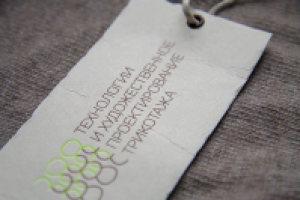 ТЕХНОЛОГИИ
И ХУДОЖЕСТВЕННОЕ
ПРОЕКТИРОВАНИЕ
ТРИКОТАЖА